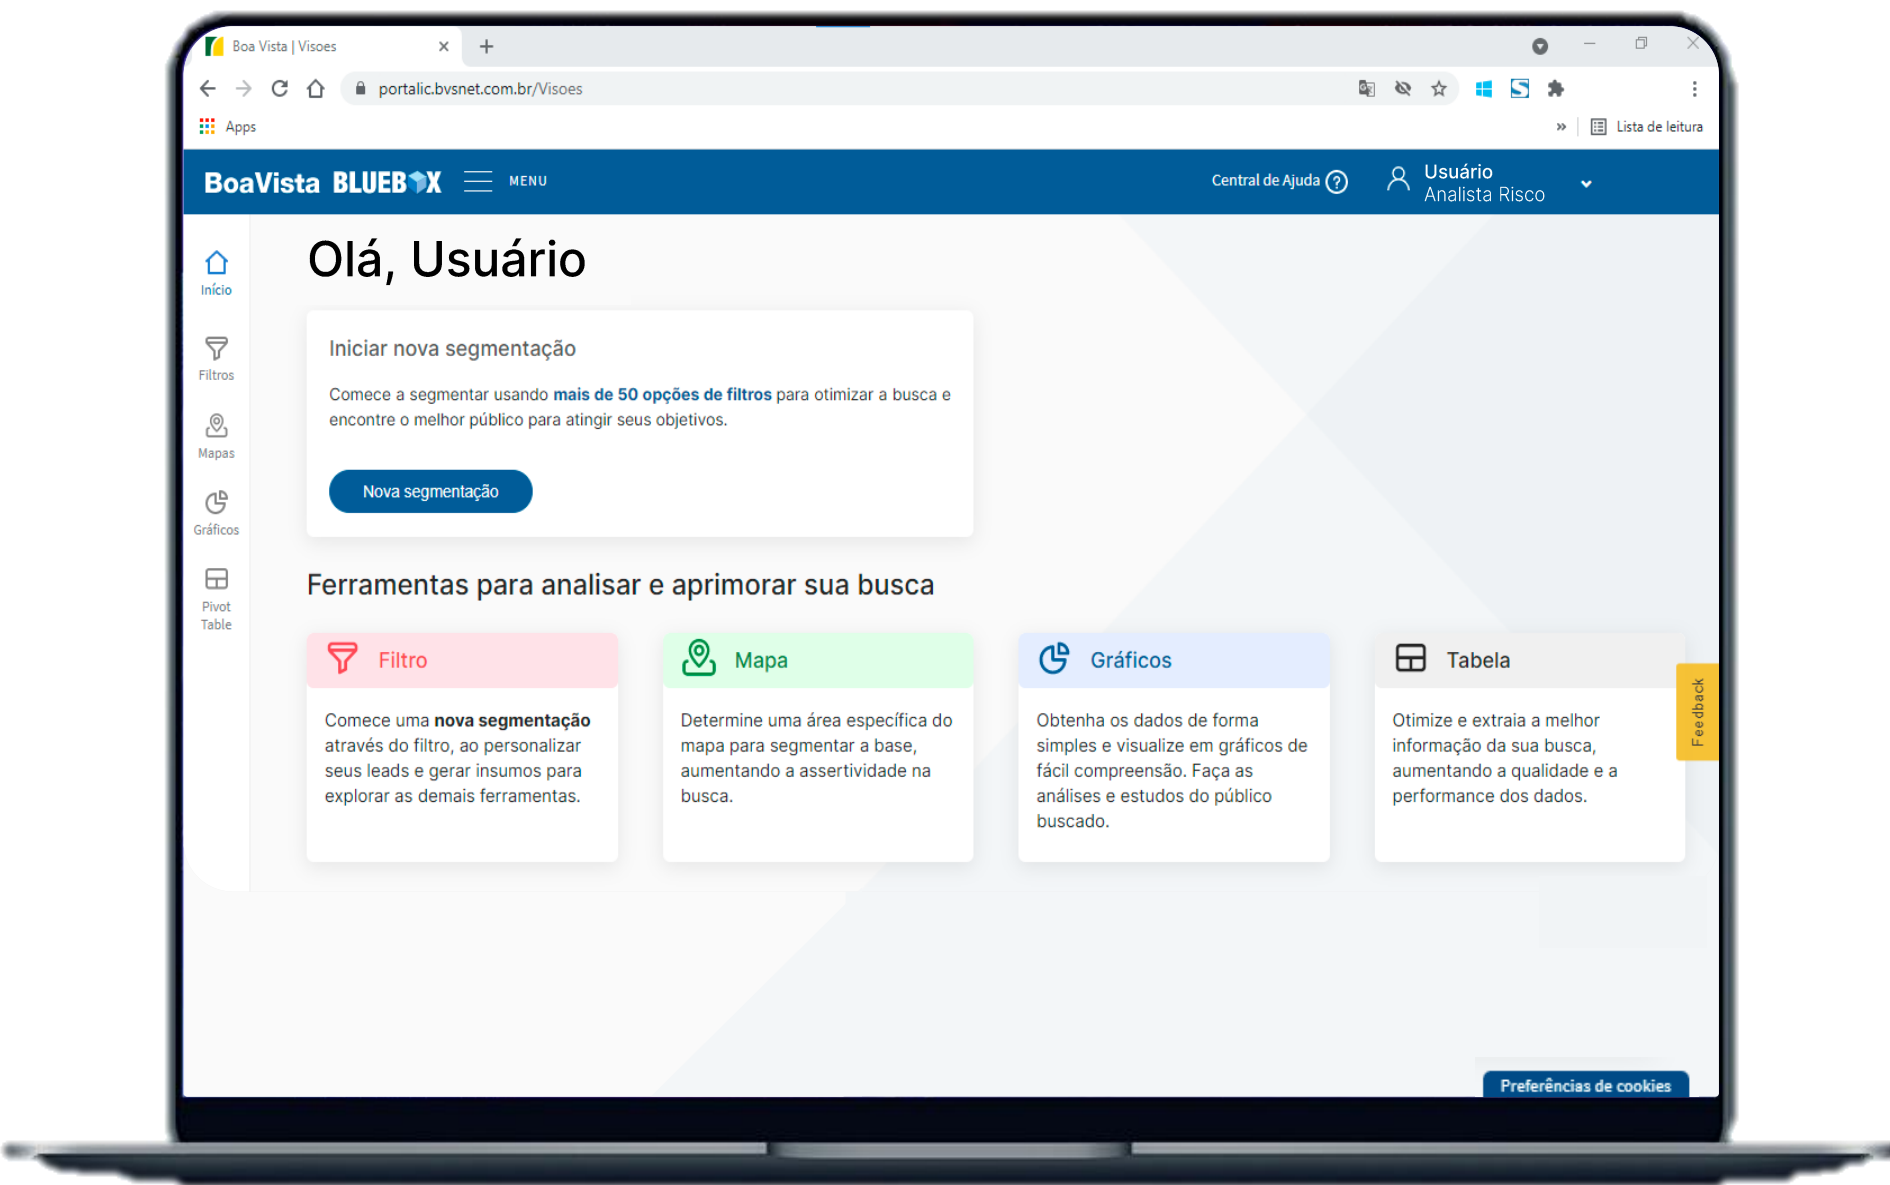 Boa Vista | Visoes
portalic.bvsnet.com.br/Visoes
Apps
Lista de leitura
BoaVista BLUEBOX
MENU
Central de Ajuda
Usuário
Analista Risco
Início
Filtros
Mapas
Gráficos
Pivot
Table
Olá, Usuário
Iniciar nova segmentação
Comece a segmentar usando mais de 50 opções de filtros para otimizar a busca e
encontre o melhor público para atingir seus objetivos.
Nova segmentação
Ferramentas para analisar e aprimorar sua busca
Filtro
Comece uma nova segmentação
através do filtro, ao personalizar
seus leads e gerar insumos para
explorar as demais ferramentas.
Mapa
Determine uma área específica do
mapa para segmentar a base,
aumentando a assertividade na
busca.
Gráficos
Obtenha os dados de forma
simples e visualize em gráficos de
fácil compreensão. Faça as
análises e estudos do público
buscado.
Tabela
Otimize e extraia a melhor
informação da sua busca,
aumentando a qualidade e a
performance dos dados.
Feedback
Preferências de cookies